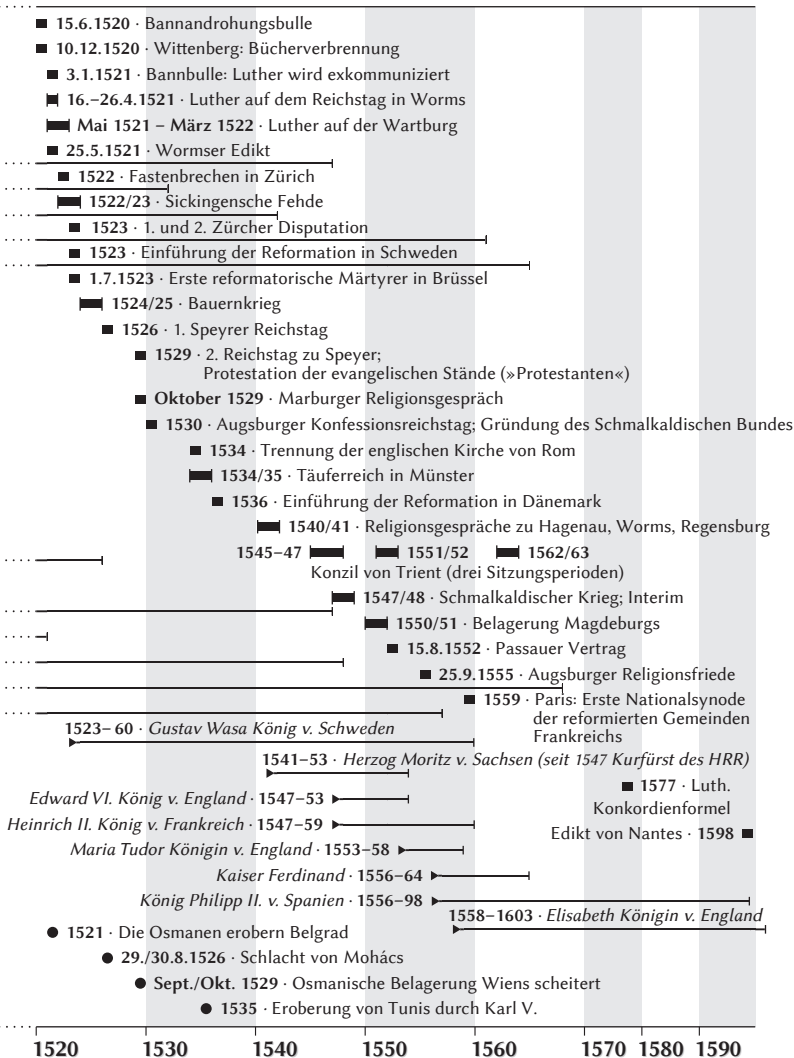 15.6.1520 · Bannandrohungsbulle
10.12.1520 · Wittenberg: Bücherverbrennung
3.1.1521 · Bannbulle: Luther wird exkommuniziert
16.–26.4.1521 · Luther auf dem Reichstag in Worms
Mai 1521 – März 1522 · Luther auf der Wartburg
25.5.1521 · Wormser Edikt
1522 · Fastenbrechen in Zürich
1522/23 · Sickingensche Fehde
1523 · 1. und 2. Zürcher Disputation
1523 · Einführung der Reformation in Schweden
1.7.1523 · Erste reformatorische Märtyrer in Brüssel
1524/25 · Bauernkrieg
1526 · 1. Speyrer Reichstag
1529 · 2. Reichstag zu Speyer;
Protestation der evangelischen Stände (»Protestanten«)
Oktober 1529 · Marburger Religionsgespräch
1530 · Augsburger Konfessionsreichstag; Gründung des Schmalkaldischen Bundes
1534 · Trennung der englischen Kirche von Rom
1534/35 · Täuferreich in Münster
1536 · Einführung der Reformation in Dänemark
1540/41 · Religionsgespräche zu Hagenau, Worms, Regensburg
1545–47 1551/52 1562/63
Konzil von Trient (drei Sitzungsperioden)
1547/48 · Schmalkaldischer Krieg; Interim
1550/51 · Belagerung Magdeburgs
15.8.1552 · Passauer Vertrag
25.9.1555 · Augsburger Religionsfriede
1559 · Paris: Erste Nationalsynode
der reformierten Gemeinden
Frankreichs
1523–60 · Gustav Wasa König v. Schweden
1541–53 · Herzog Moritz v. Sachsen (seit 1547 Kurfürst des HRR)
1577 · Luth.
Konkordienformel
Edward VI. König v. England · 1547–53
Heinrich II. König v. Frankreich · 1547–59
Edikt von Nantes · 1598
Maria Tudor Königin v. England · 1553–58
Kaiser Ferdinand · 1556–64
König Philipp II. v. Spanien · 1556–98
1558–1603 · Elisabeth Königin v. England
1521 · Die Osmanen erobern Belgrad
29./30.8.1526 · Schlacht von Mohács
Sept./Okt. 1529 · Osmanische Belagerung Wiens scheitert
1535 · Eroberung von Tunis durch Karl V.
1520 1530 1540 1550 1560 1570 1580 1590